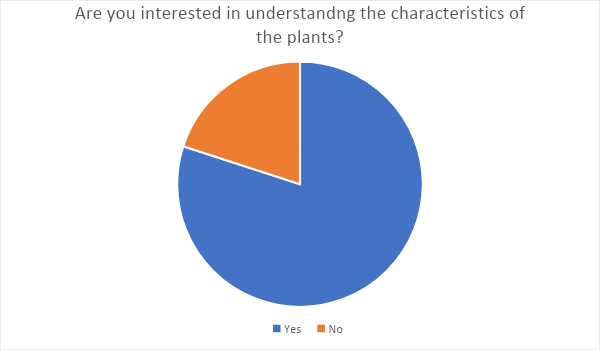 Are you interested in understandng the characteristics of
the plants?
Yes No